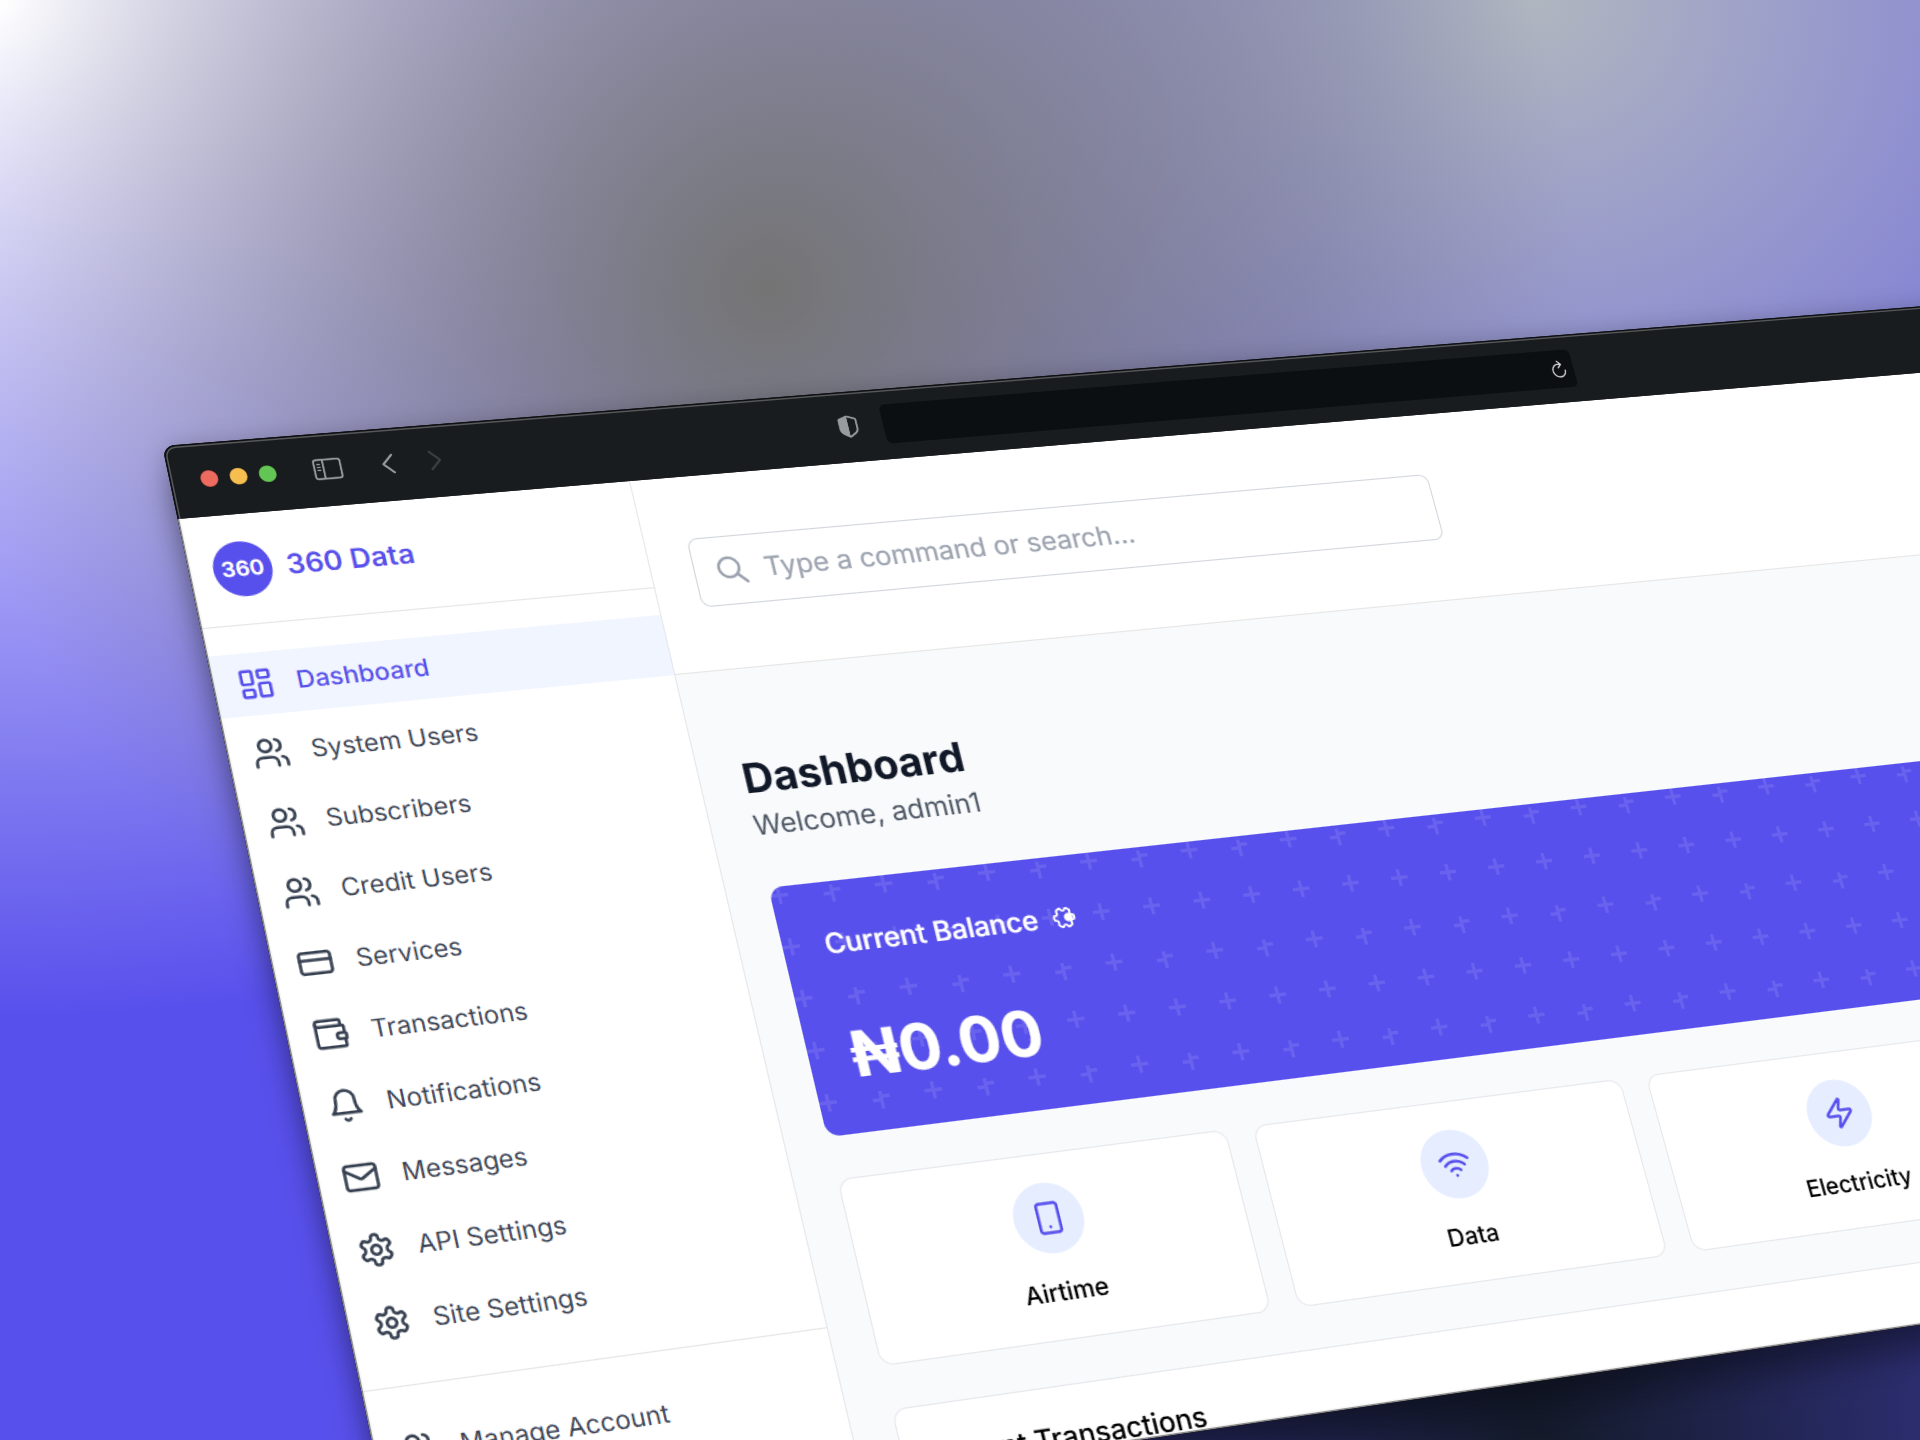 360
360 Data
Type a command or search...
Dashboard
System Users
Subscribers
Credit Users
Services
Transactions
Notifications
Messages
API Settings
Site Settings
Manage Account
Dashboard
Welcome, admin1
Current Balance
₦0.00
Airtime
Data
Electricity
Transactions